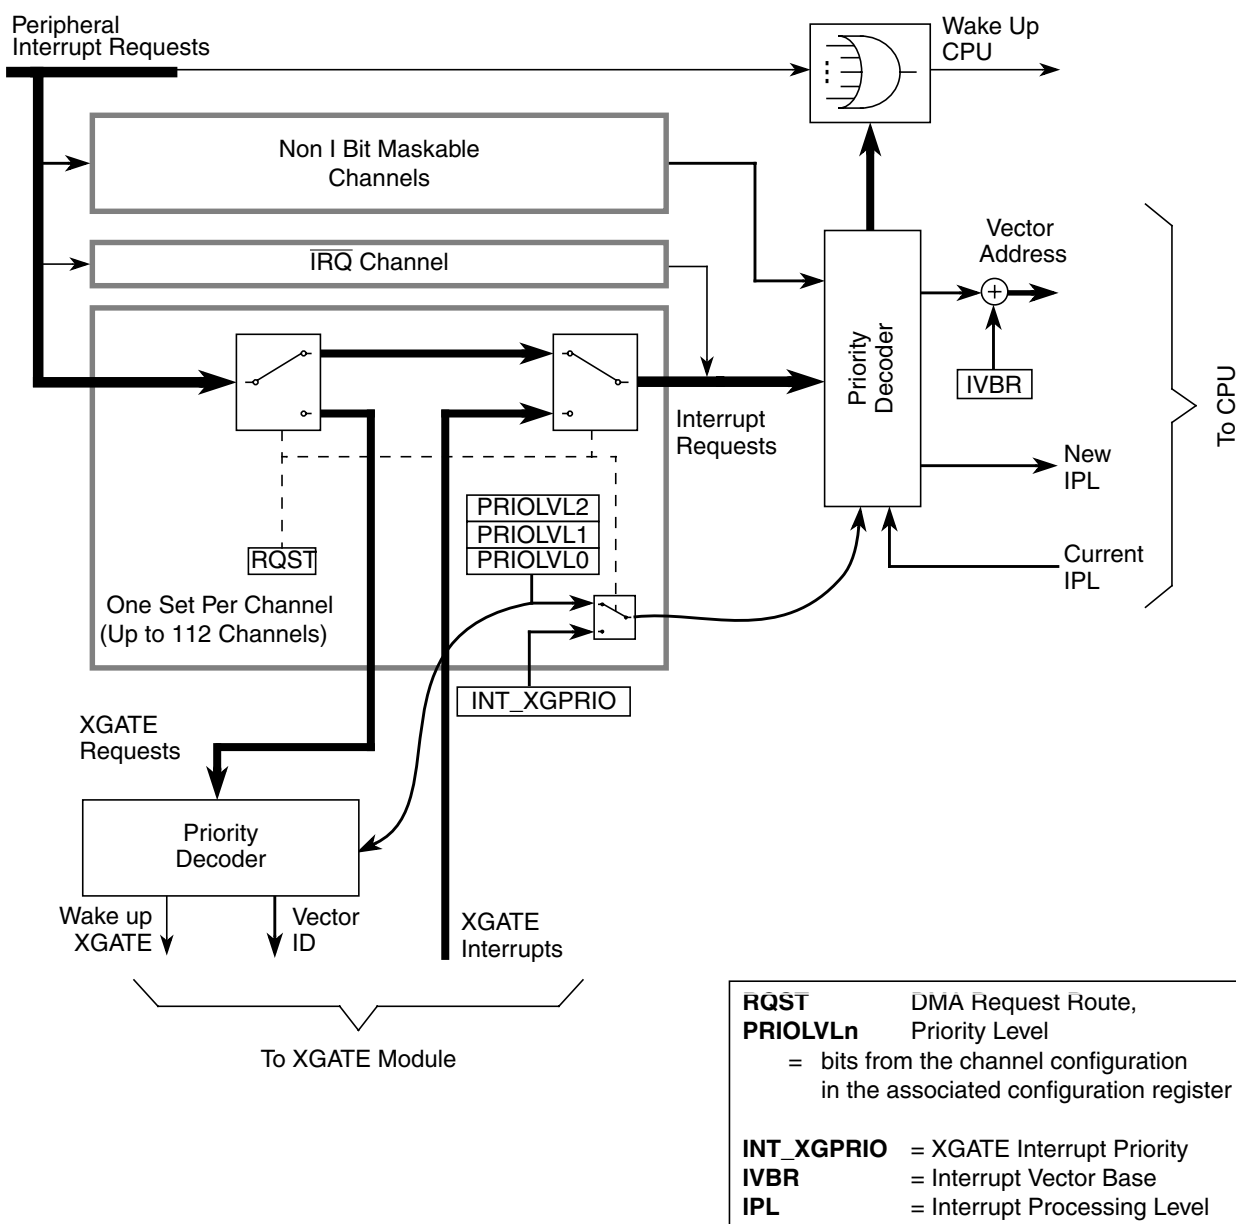 Peripheral
Interrupt Requests
Wake Up
CPU
Non I Bit Maskable
Channels
IRQ Channel
Vector
Address
Priority
Decoder
IVBR
To CPU
Interrupt
Requests
New
IPL
PRIOLVL2
PRIOLVL1
PRIOLVL0
RQST
Current
IPL
One Set Per Channel
(Up to 112 Channels)
INT_XGPRIO
XGATE
Requests
Priority
Decoder
Wake up
XGATE
Vector
ID
XGATE
Interrupts
To XGATE Module
RQST DMA Request Route,
PRIOLVLn Priority Level
= bits from the channel configuration
in the associated configuration register
INT_XGPRIO = XGATE Interrupt Priority
IVBR = Interrupt Vector Base
IPL = Interrupt Processing Level